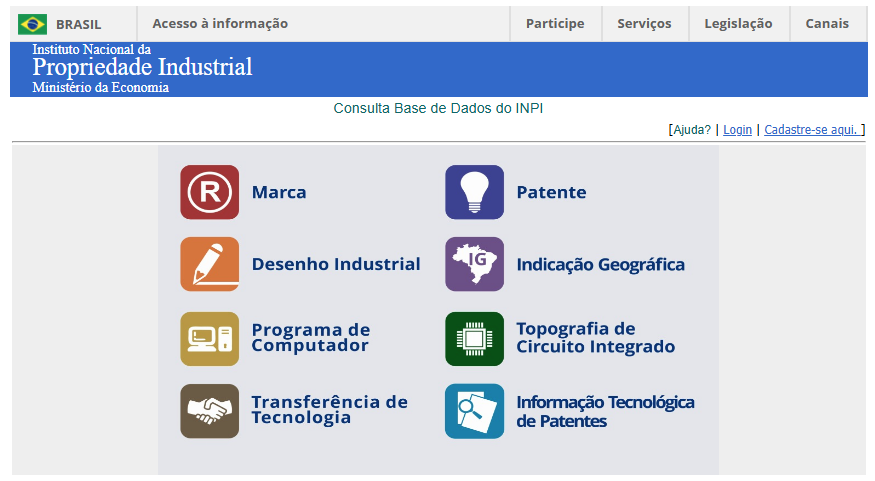 BRASIL Acesso à informação Participe Serviços Legislação Canais
Instituto Nacional da
Propriedade Industrial
Ministério da Economia
Consulta Base de Dados do INPI
[Ajuda? | Login | Cadastre-se aqui. ]
R Marca
Patente
Desenho Industrial
IG Indicação Geográfica
Programa de
Computador
Topografia de
Circuito Integrado
Transferência de
Tecnologia
Informação Tecnológica
de Patentes